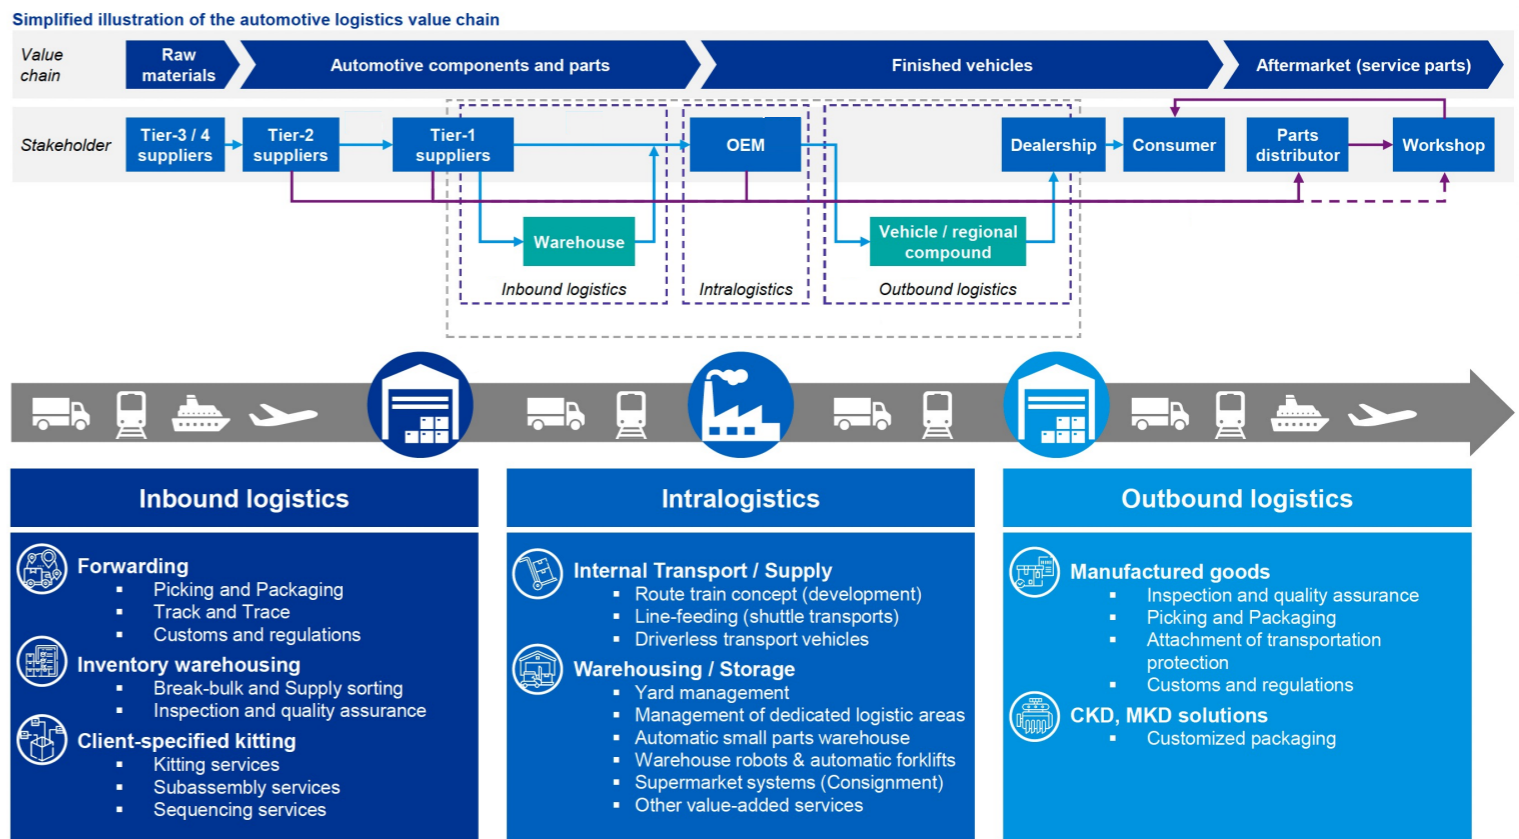 Simplified illustration of the automotive logistics value chain
Value
chain
Raw
materials
Automotive components and parts
Finished vehicles
Aftermarket (service parts)
Stakeholder
Tier-3 / 4
suppliers
Tier-2
suppliers
Tier-1
suppliers
OEM
Dealership
Consumer
Parts
distributor
Workshop
Warehouse
Vehicle / regional
compound
Inbound logistics
Intralogistics
Outbound logistics
Inbound logistics
Forwarding
▪ Picking and Packaging
▪ Track and Trace
▪ Customs and regulations
Inventory warehousing
▪ Break-bulk and Supply sorting
▪ Inspection and quality assurance
Client-specified kitting
▪ Kitting services
▪ Subassembly services
▪ Sequencing services
Intralogistics
Internal Transport / Supply
▪ Route train concept (development)
▪ Line-feeding (shuttle transports)
▪ Driverless transport vehicles
Warehousing / Storage
▪ Yard management
▪ Management of dedicated logistic areas
▪ Automatic small parts warehouse
▪ Warehouse robots & automatic forklifts
▪ Supermarket systems (Consignment)
▪ Other value-added services
Outbound logistics
Manufactured goods
▪ Inspection and quality assurance
▪ Picking and Packaging
▪ Attachment of transportation
protection
▪ Customs and regulations
CKD, MKD solutions
▪ Customized packaging